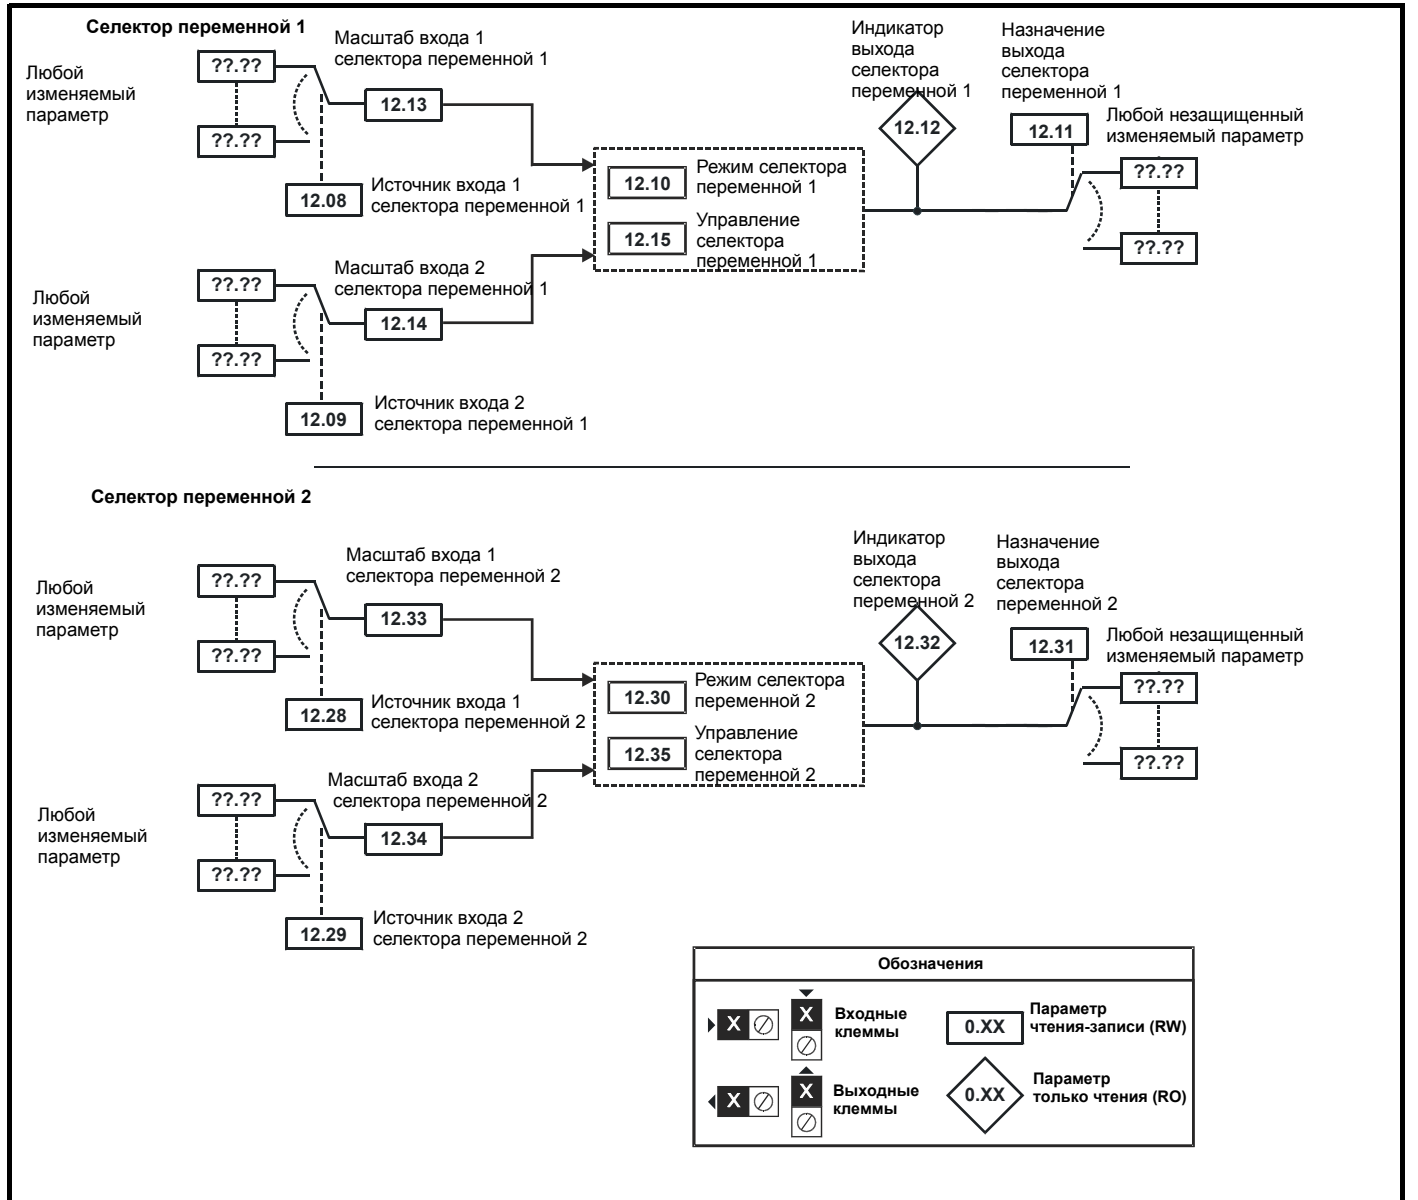 Селектор переменной 1
Любой
изменяемый
параметр
??.??
??.??
Масштаб входа 1
селектора переменной 1
12.13
12.08
Источник входа 1
селектора переменной 1
Любой
изменяемый
параметр
??.??
??.??
Масштаб входа 2
селектора переменной 1
12.14
12.09
Источник входа 2
селектора переменной 1
12.10
Режим селектора
переменной 1
12.15
Управление
селектора
переменной 1
Индикатор
выхода
селектора
переменной 1
12.12
Назначение
выхода
селектора
переменной 1
12.11
Любой незащищенный
изменяемый параметр
??.??
??.??
Селектор переменной 2
Любой
изменяемый
параметр
??.??
??.??
Масштаб входа 1
селектора переменной 2
12.33
12.28
Источник входа 1
селектора переменной 2
Любой
изменяемый
параметр
??.??
??.??
Масштаб входа 2
селектора переменной 2
12.34
12.29
Источник входа 2
селектора переменной 2
12.30
Режим селектора
переменной 2
12.35
Управление
селектора
переменной 2
Индикатор
выхода
селектора
переменной 2
12.32
Назначение
выхода
селектора
переменной 2
12.31
Любой незащищенный
изменяемый параметр
??.??
??.??
Обозначения
X
X
Входные
клеммы
0.XX
Параметр
чтения-записи (RW)
X
X
Выходные
клеммы
0.XX
Параметр
только чтения (RO)